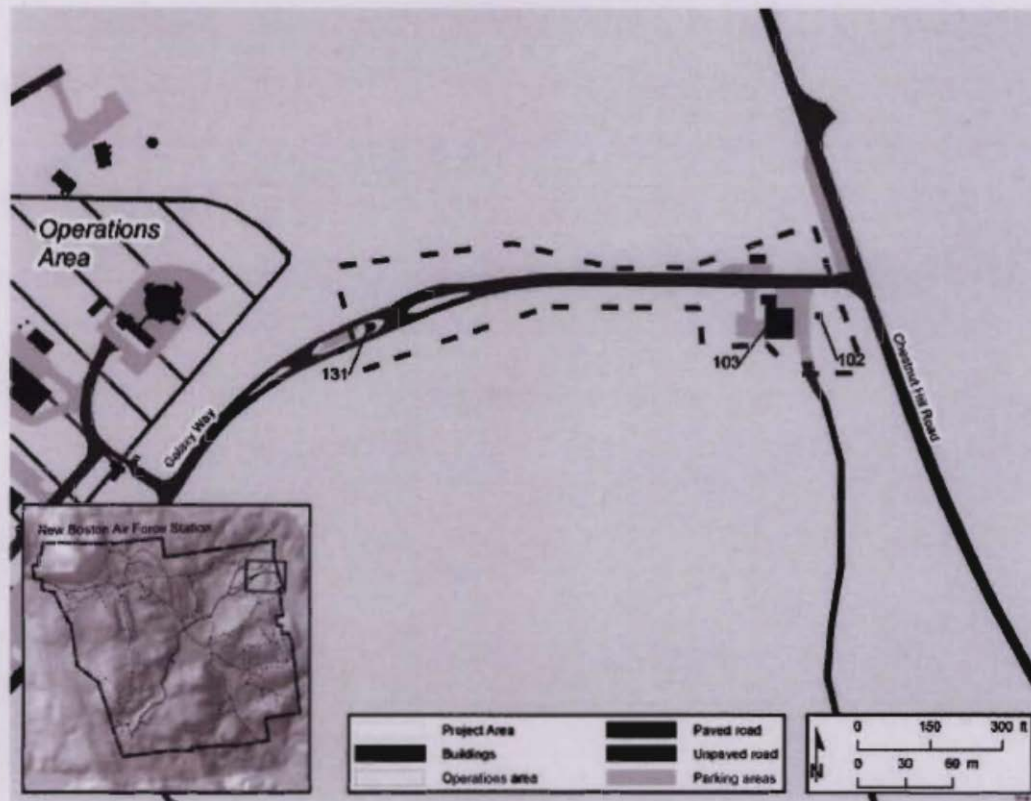 Operations
Area
131
103
102
Galaxy Way
Chestnut Hill Road
New Boston Air Force Station
Project Area
Buildings
Operations area
Paved road
Unpaved road
Parking areas
N
0 150 300 ft
0 30 60 m